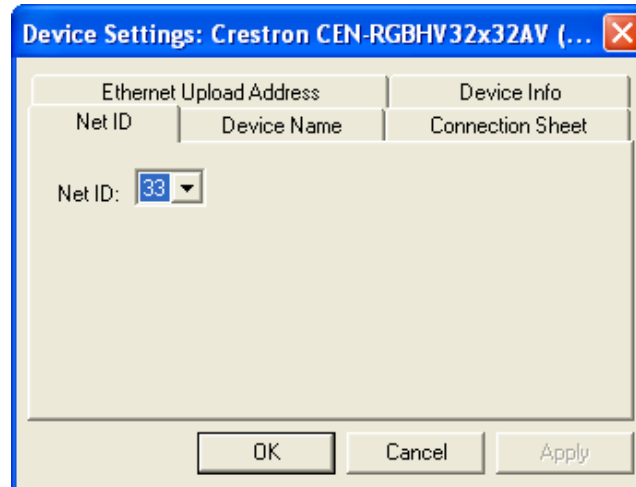 Device Settings: Crestron CEN-RGBHV32x32AV (...
Ethernet Upload Address Device Info
Net ID Device Name Connection Sheet
Net ID: 33
OK Cancel Apply